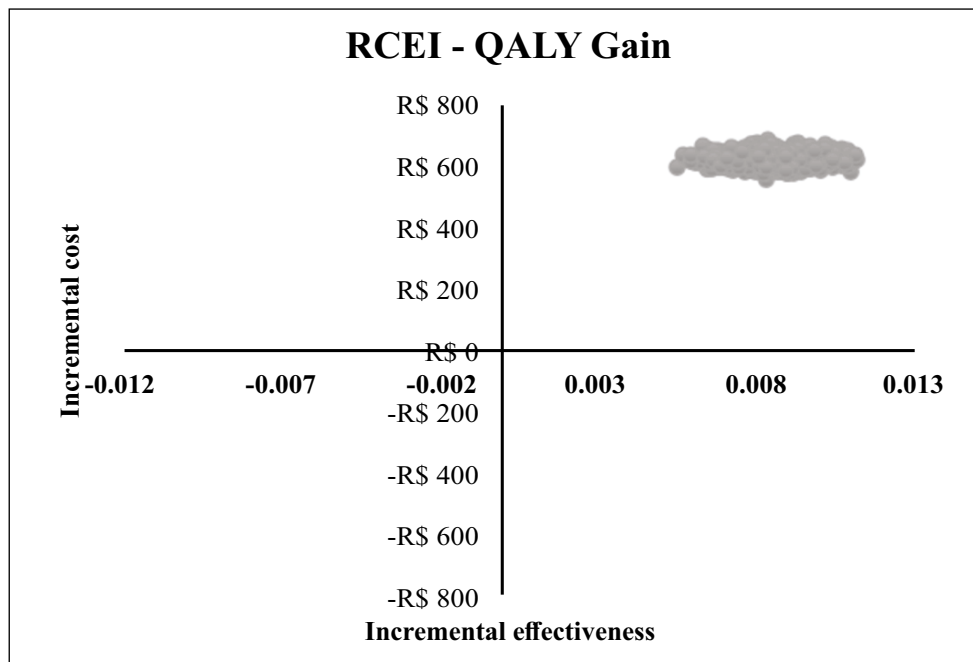 RCEI - QALY Gain
R$ 800
R$ 600
R$ 400
R$ 200
R$ 0
-0.012 -0.007 -0.002 0.003 0.008 0.013
-R$ 200
-R$ 400
-R$ 600
-R$ 800
Incremental cost
Incremental effectiveness